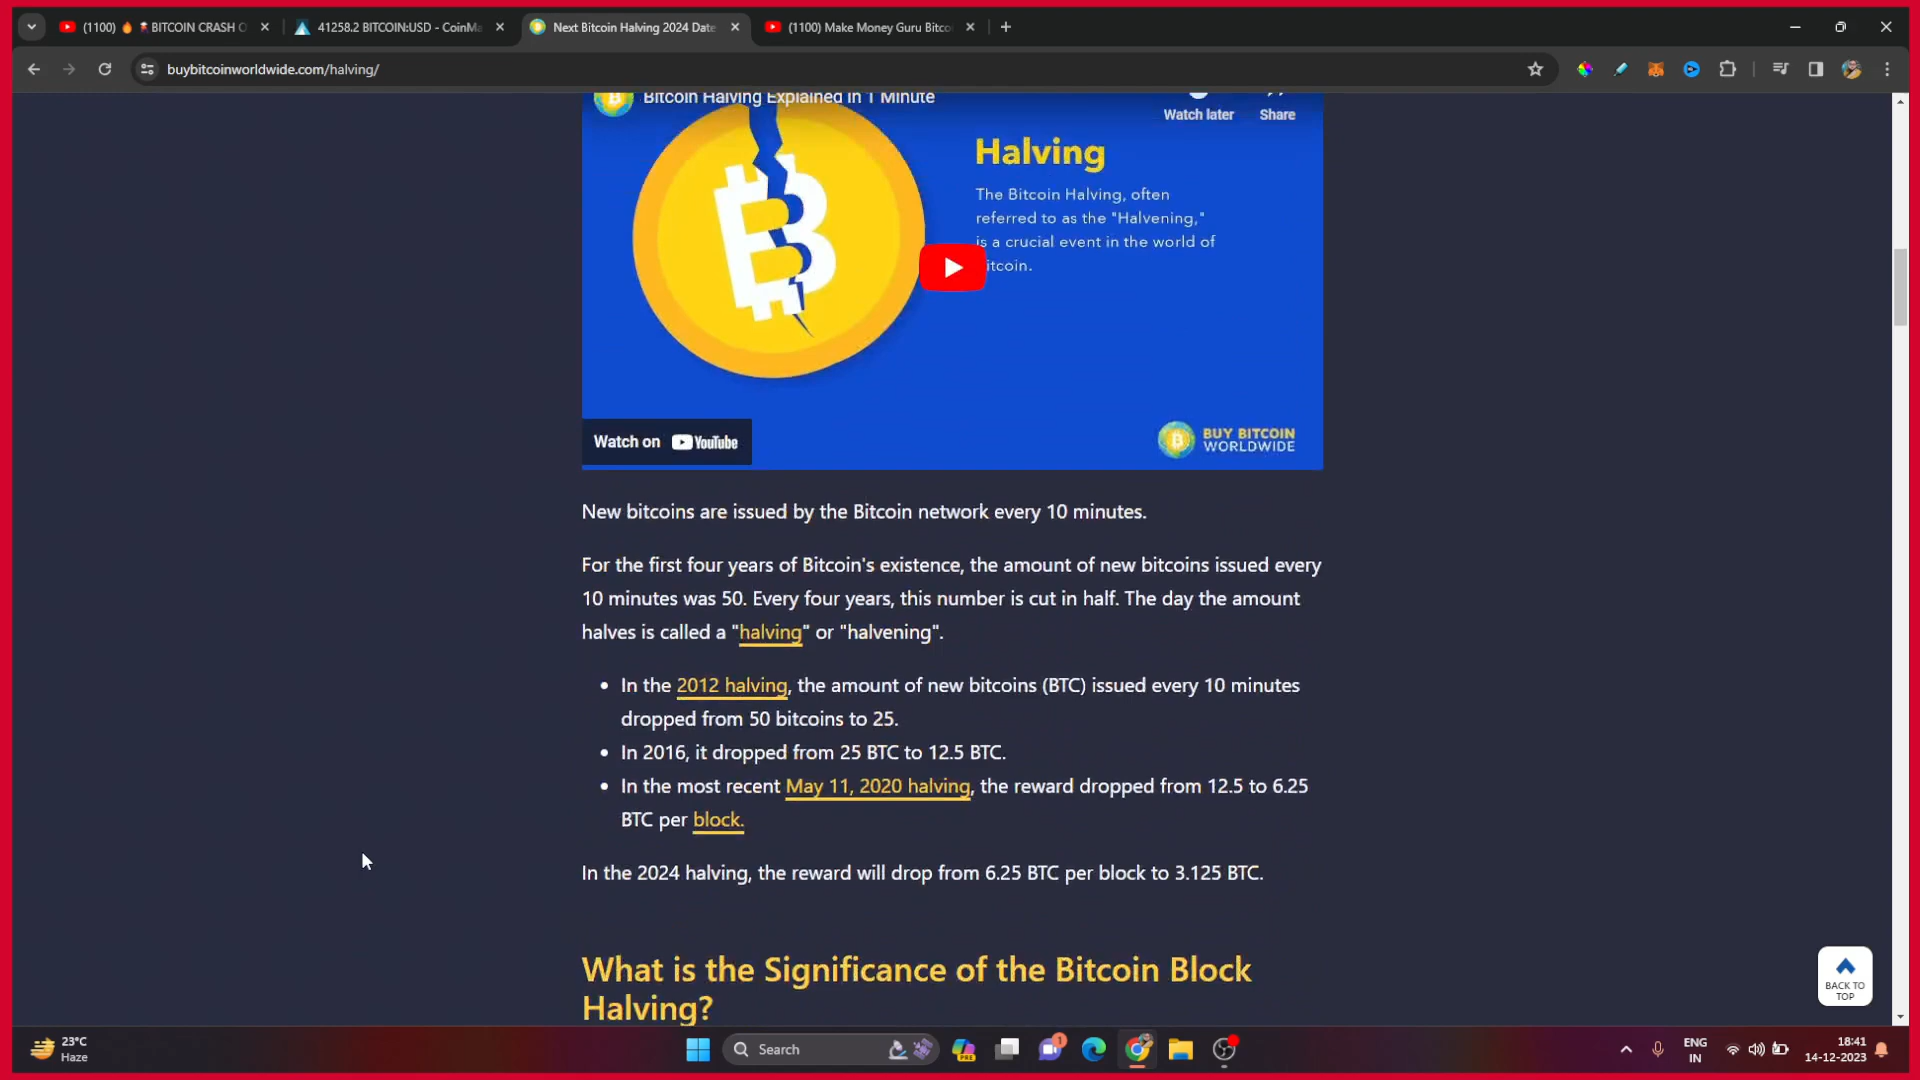 (1100) 🔥 BITCOIN CRASH O
41258.2 BITCOIN:USD - CoinMa
Next Bitcoin Halving 2024 Date
(1100) Make Money Guru Bitco
buybitcoinworldwide.com/halving/
Bitcoin Halving Explained in 1 Minute
Watch later
Share
Halving
The Bitcoin Halving, often
referred to as the "Halvening,"
is a crucial event in the world of
itcoin.
Watch on YouTube
BUY BITCOIN
WORLDWIDE
New bitcoins are issued by the Bitcoin network every 10 minutes.
For the first four years of Bitcoin's existence, the amount of new bitcoins issued every
10 minutes was 50. Every four years, this number is cut in half. The day the amount
halves is called a "halving" or "halvening".
• In the 2012 halving, the amount of new bitcoins (BTC) issued every 10 minutes
dropped from 50 bitcoins to 25.
• In 2016, it dropped from 25 BTC to 12.5 BTC.
• In the most recent May 11, 2020 halving, the reward dropped from 12.5 to 6.25
BTC per block.
In the 2024 halving, the reward will drop from 6.25 BTC per block to 3.125 BTC.
What is the Significance of the Bitcoin Block
Halving?
BACK TO
TOP
23°C
Haze
Search
PRE
1
ENG
IN
18:41
14-12-2023